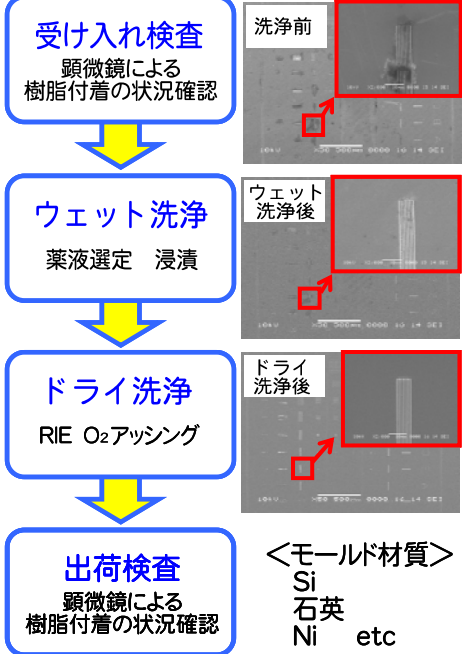 受け入れ検査
顕微鏡による
樹脂付着の状況確認
洗浄前
ウェット洗浄
薬液選定 浸漬
ウェット
洗浄後
ドライ洗浄
RIE O₂アッシング
ドライ
洗浄後
出荷検査
顕微鏡による
樹脂付着の状況確認
＜モールド材質＞
Si
石英
Ni etc